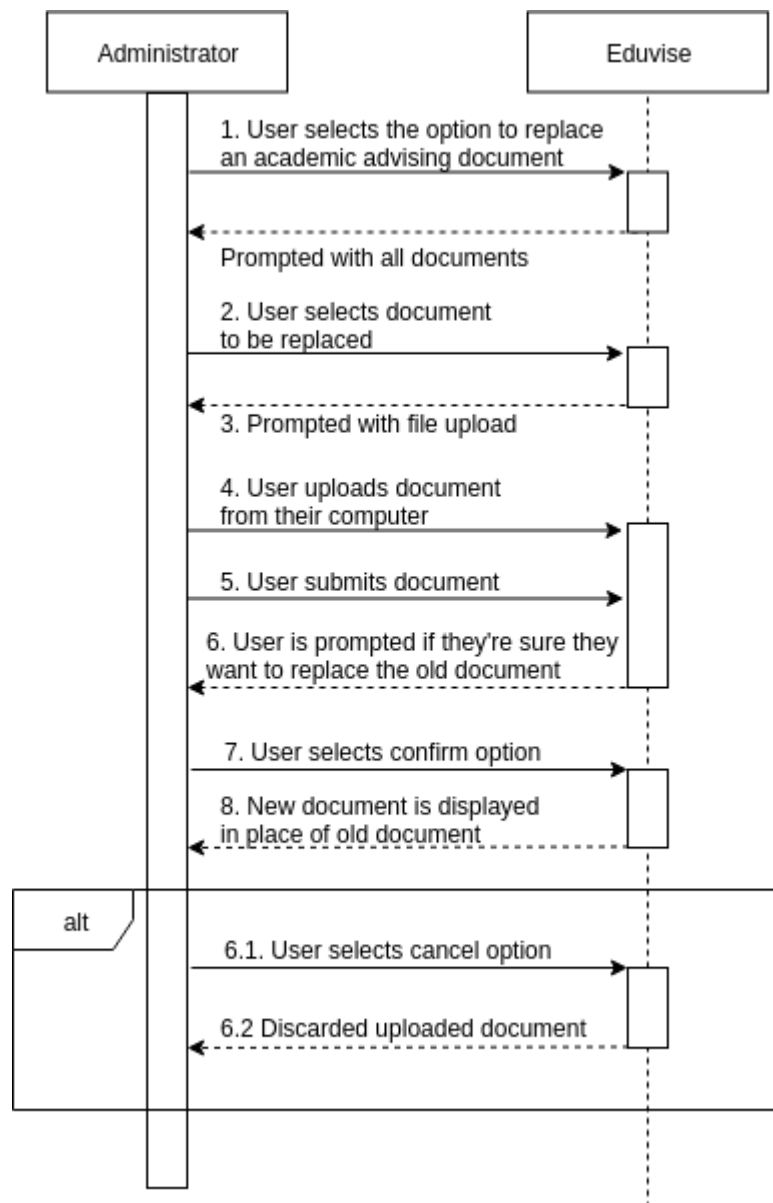 Administrator
Eduvise
1. User selects the option to replace
an academic advising document
Prompted with all documents
2. User selects document
to be replaced
3. Prompted with file upload
4. User uploads document
from their computer
5. User submits document
6. User is prompted if they're sure they
want to replace the old document
7. User selects confirm option
8. New document is displayed
in place of old document
alt
6.1. User selects cancel option
6.2 Discarded uploaded document